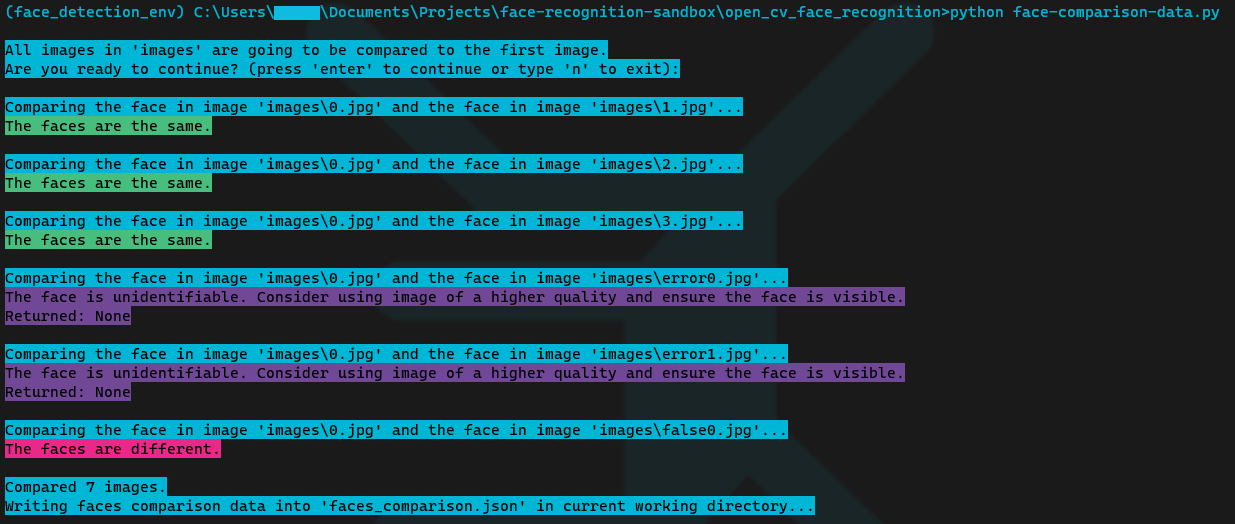 (face_detection_env) C:\Users\ \Documents\Projects\face-recognition-sandbox\open_cv_face_recognition>python face-comparison-data.py
All images in 'images' are going to be compared to the first image.
Are you ready to continue? (press 'enter' to continue or type 'n' to exit):
Comparing the face in image 'images\0.jpg' and the face in image 'images\1.jpg'...
The faces are the same.
Comparing the face in image 'images\0.jpg' and the face in image 'images\2.jpg'...
The faces are the same.
Comparing the face in image 'images\0.jpg' and the face in image 'images\3.jpg'...
The faces are the same.
Comparing the face in image 'images\0.jpg' and the face in image 'images\error0.jpg'...
The face is unidentifiable. Consider using image of a higher quality and ensure the face is visible.
Returned: None
Comparing the face in image 'images\0.jpg' and the face in image 'images\error1.jpg'...
The face is unidentifiable. Consider using image of a higher quality and ensure the face is visible.
Returned: None
Comparing the face in image 'images\0.jpg' and the face in image 'images\false0.jpg'...
The faces are different.
Compared 7 images.
Writing faces comparison data into 'faces_comparison.json' in current working directory...